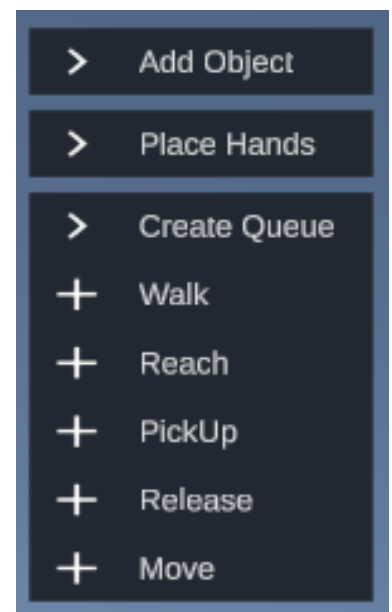 Add Object
Place Hands
Create Queue
Walk
Reach
PickUp
Release
Move